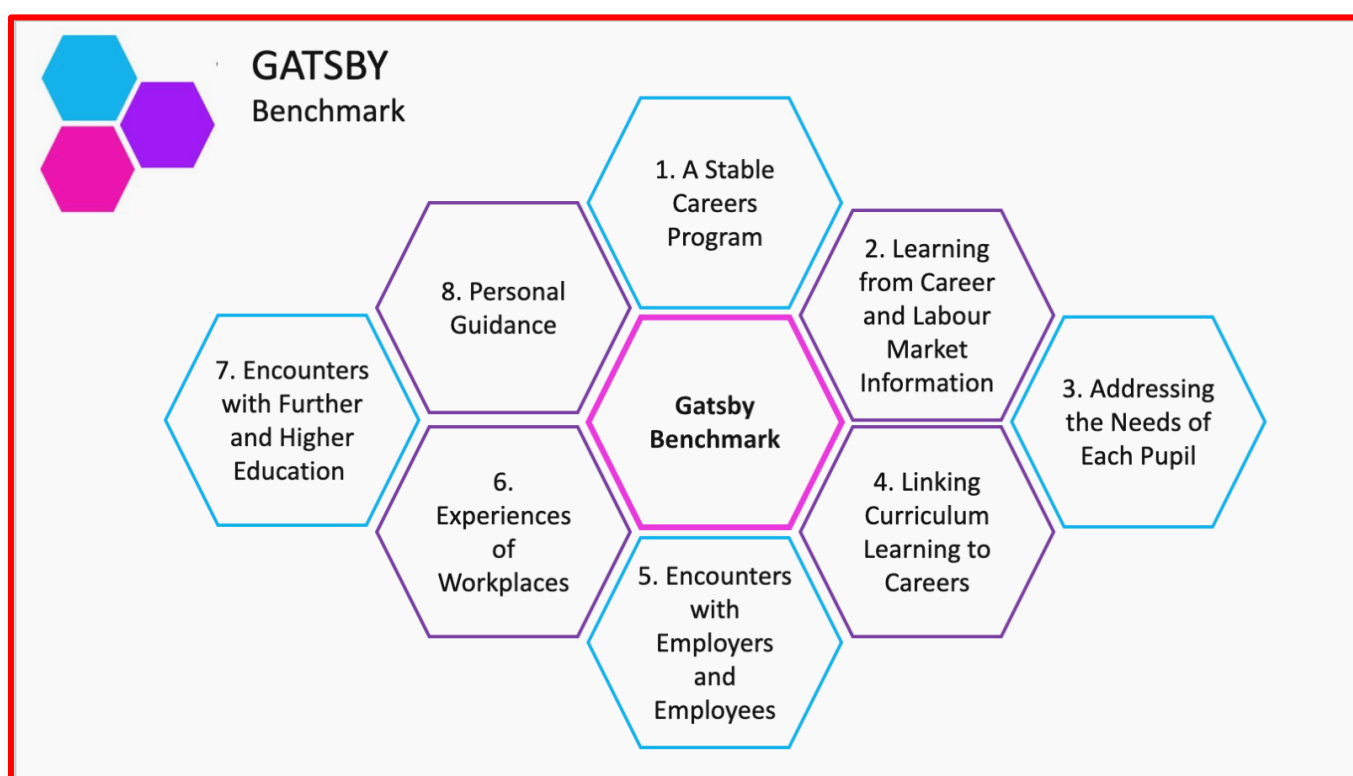 GATSBY
Benchmark
1. A Stable
Careers
Program
2. Learning
from Career
and Labour
Market
Information
3. Addressing
the Needs of
Each Pupil
4. Linking
Curriculum
Learning to
Careers
5. Encounters
with
Employers
and
Employees
6.
Experiences
of
Workplaces
7. Encounters
with Further
and Higher
Education
8. Personal
Guidance
Gatsby
Benchmark